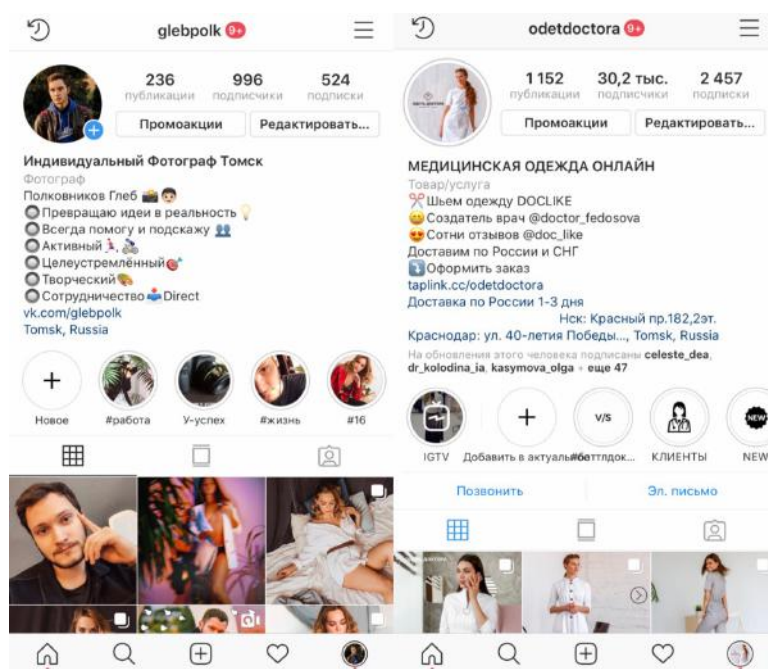 glebpolk 9+
236 996 524
публикации подписчики подписки
Промоакции Редактировать...
Индивидуальный Фотограф Томск
Фотограф
Полковников Глеб
Превращаю идеи в реальность
Всегда помогу и подскажу
Активный
Целеустремлённый
Творческий
Сотрудничество Direct
vk.com/glebpolk
Tomsk, Russia
Новое #работа У-успех #жизнь #16
odetdoctora 9+
1 152 30,2 тыс. 2 457
публикации подписчики подписки
Промоакции Редактировать...
МЕДИЦИНСКАЯ ОДЕЖДА ОНЛАЙН
Товар/услуга
Шьем одежду DOCLIKE
Создатель врач @doctor_fedosova
Сотни отзывов @doc_like
Доставим по России и СНГ
Оформить заказ
taplink.cc/odetdoctora
Доставка по России 1-3 дня
Нск: Красный пр.182,2эт.
Краснодар: ул. 40-летия Победы..., Tomsk, Russia
На обновления этого человека подписаны celeste_dea,
dr_kolodina_ia, kasymova_olga + еще 47
V/S NEW
IGTV Добавить в актуально #баттлдок... КЛИЕНТЫ NEW
Позвонить Эл. письмо